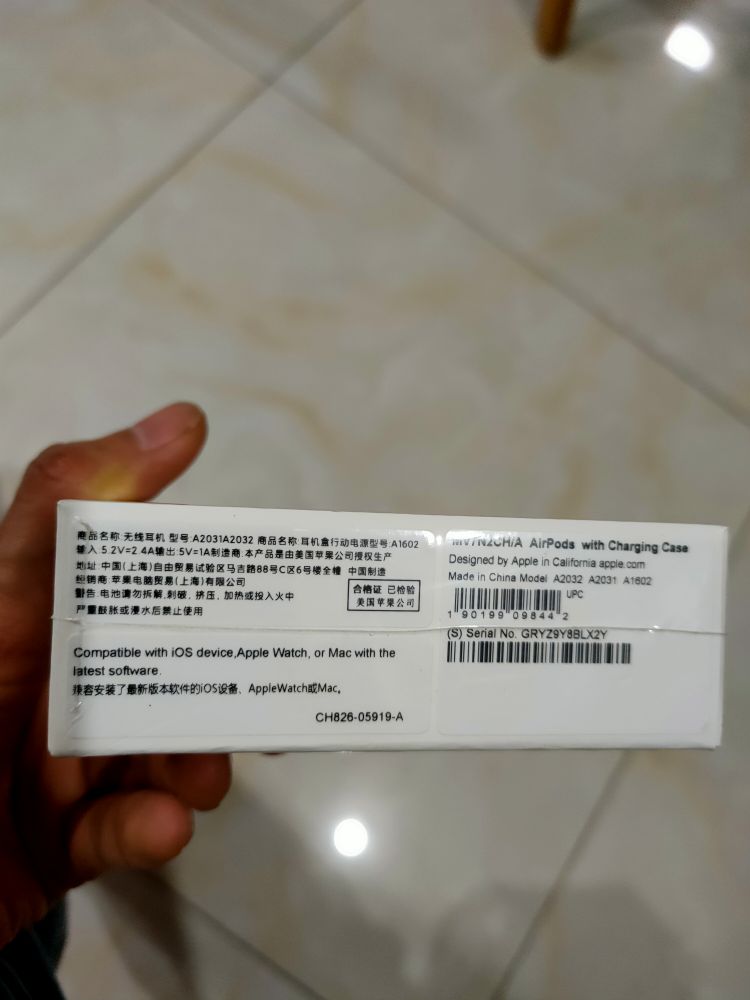 商品名称:无线耳机 型号:A2031A2032 商品名称:耳机盒行动电源型号:A1602
输入:5.2V=2.4A输出:5V=1A制造商:本产品是由美国苹果公司授权生产
地址:中国(上海)自由贸易试验区马吉路88号C区6号楼全幢 中国制造
经销商:苹果电脑贸易(上海)有限公司
警告:电池请勿拆解,刺破,挤压,加热或投入火中
严重鼓胀或浸水后禁止使用
合格证 已检验
美国苹果公司
MV7N2CH/A AirPods with Charging Case
Designed by Apple in California apple.com
Made in China Model A2032 A2031 A1602
UPC
1 90199 09844 2
(S) Serial No. GRYZ9Y8BLX2Y
Compatible with iOS device,Apple Watch, or Mac with the
latest software.
兼容安装了最新版本软件的iOS设备、AppleWatch或Mac。
CH826-05919-A